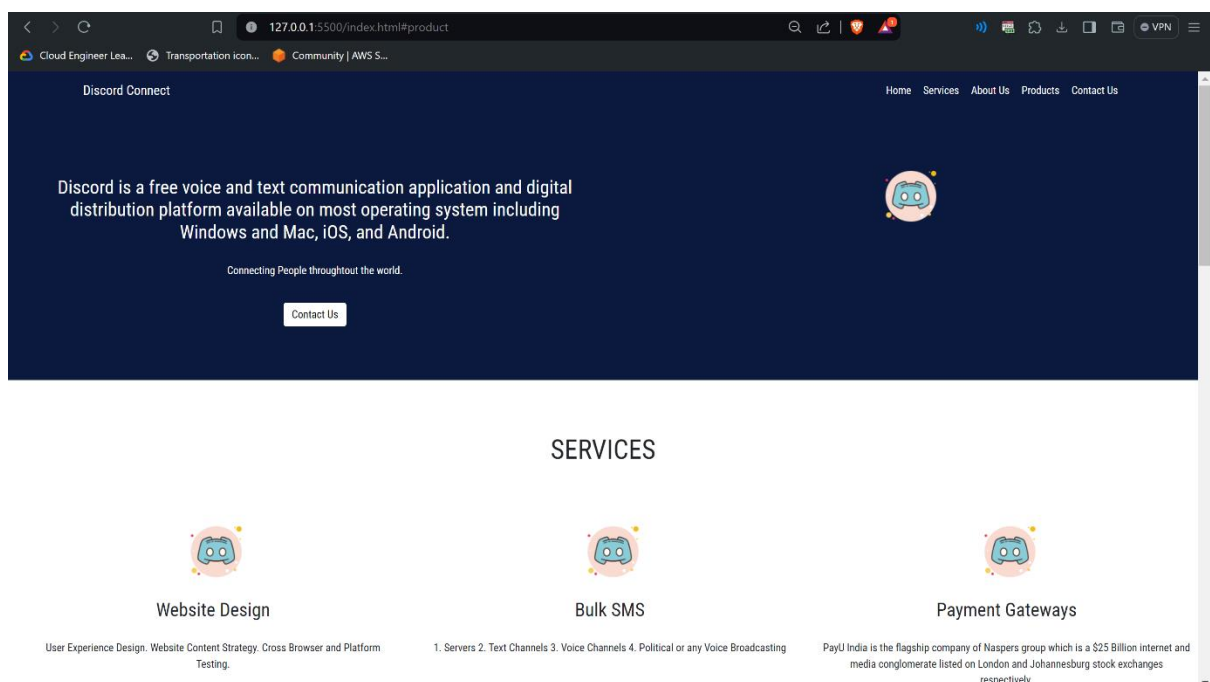 127.0.0.1:5500/index.html#product
VPN
Cloud Engineer Lea...
Transportation icon...
Community | AWS S...
Discord Connect
Home Services About Us Products Contact Us
Discord is a free voice and text communication application and digital
distribution platform available on most operating system including
Windows and Mac, iOS, and Android.
Connecting People throughtout the world.
Contact Us
SERVICES
Website Design
User Experience Design. Website Content Strategy. Cross Browser and Platform
Testing.
Bulk SMS
1. Servers 2. Text Channels 3. Voice Channels 4. Political or any Voice Broadcasting
Payment Gateways
PayU India is the flagship company of Naspers group which is a $25 Billion internet and
media conglomerate listed on London and Johannesburg stock exchanges
respectively